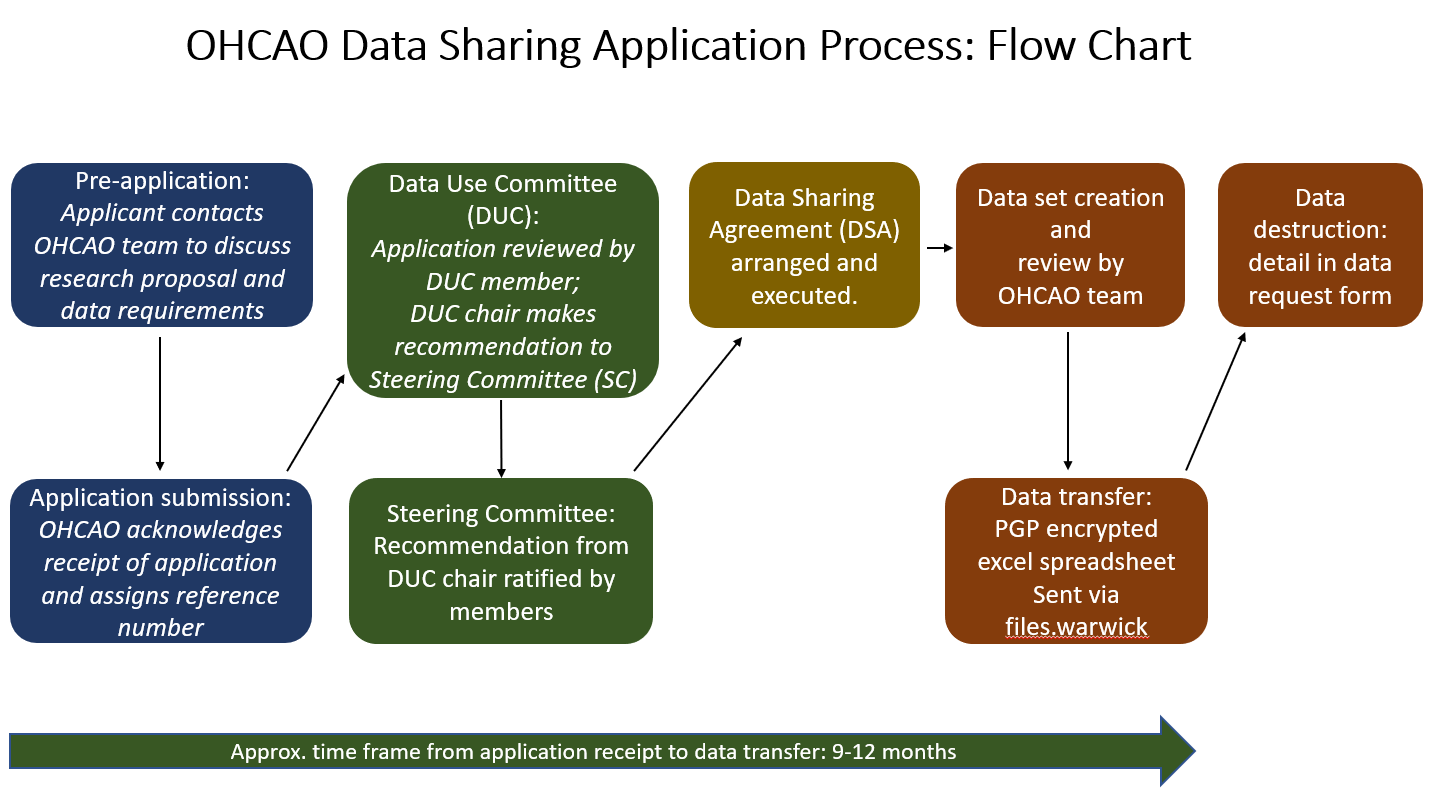 OHCAO Data Sharing Application Process: Flow Chart
Pre-application:
Applicant contacts
OHCAO team to discuss
research proposal and
data requirements
Application submission:
OHCAO acknowledges
receipt of application
and assigns reference
number
Data Use Committee
(DUC):
Application reviewed by
DUC member;
DUC chair makes
recommendation to
Steering Committee (SC)
Steering Committee:
Recommendation from
DUC chair ratified by
members
Data Sharing
Agreement (DSA)
arranged and
executed.
Data set creation
and
review by
OHCAO team
Data transfer:
PGP encrypted
excel spreadsheet
Sent via
files.warwick
Data
destruction:
detail in data
request form
Approx. time frame from application receipt to data transfer: 9-12 months